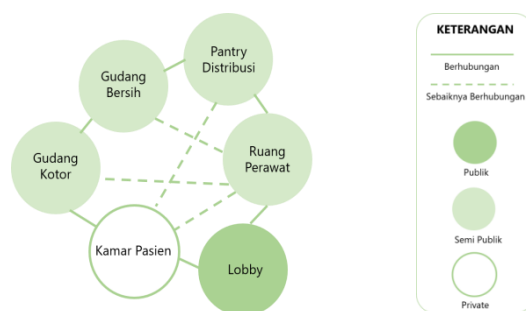 Pantry
Distribusi
Gudang
Bersih
Ruang
Perawat
Gudang
Kotor
Kamar Pasien
Lobby
KETERANGAN
Berhubungan
Sebaiknya Berhubungan
Publik
Semi Publik
Private